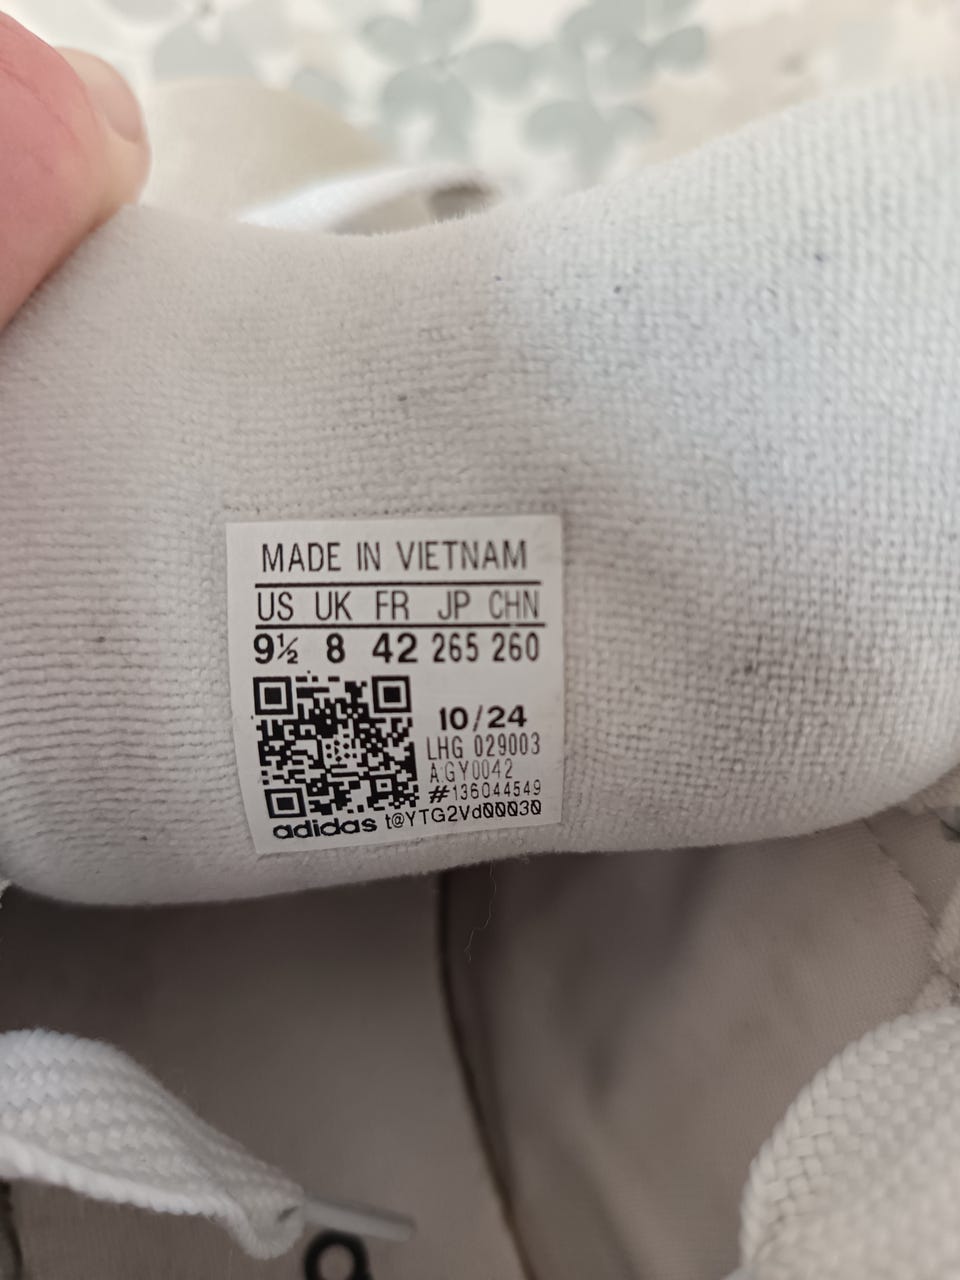 MADE IN VIETNAM
US UK FR JP CHN
9½ 8 42 265 260
10/24
LHG 029003
A:GY0042
#136044549
adidas t@YTG2Vd00030